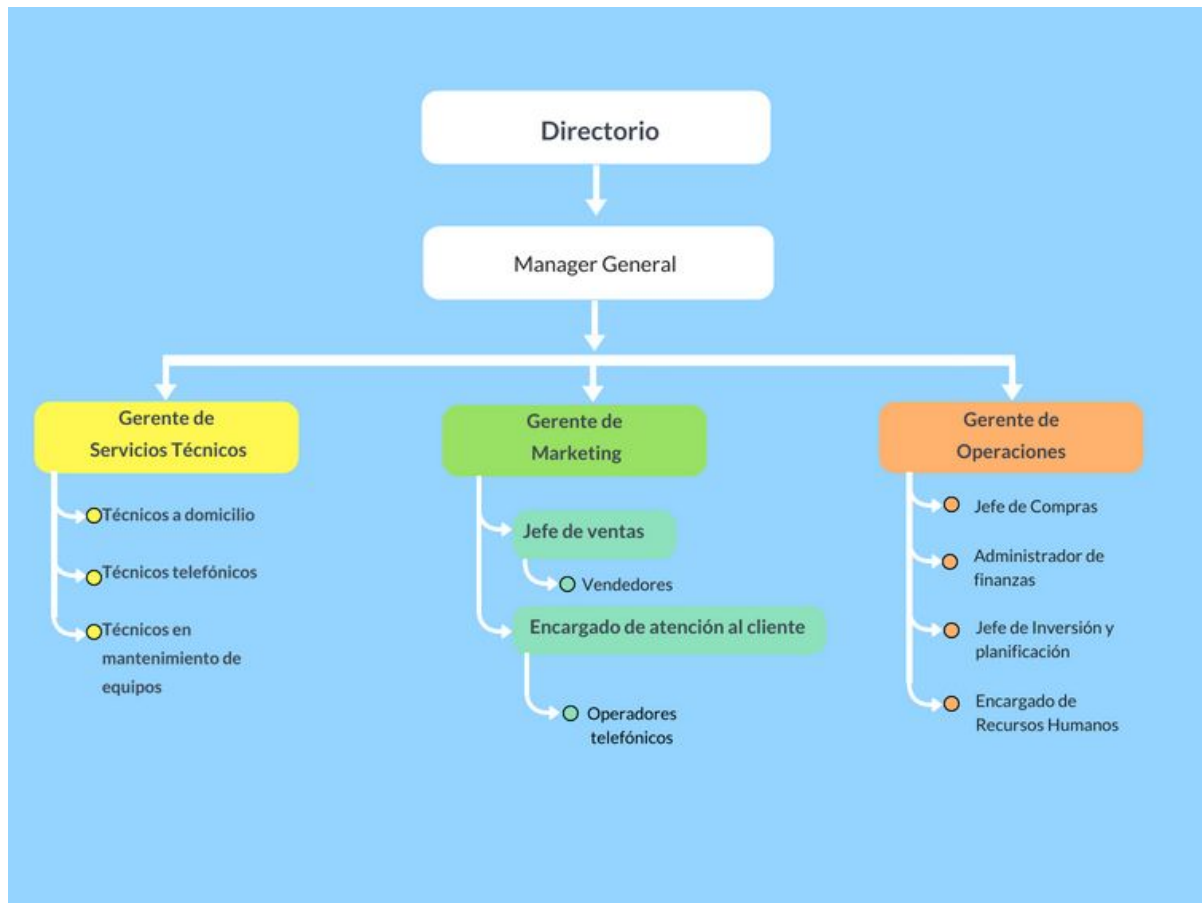 Directorio
Manager General
Gerente de
Servicios Técnicos
Técnicos a domicilio
Técnicos telefónicos
Técnicos en
mantenimiento de
equipos
Gerente de
Marketing
Jefe de ventas
Vendedores
Encargado de atención al cliente
Operadores
telefónicos
Gerente de
Operaciones
Jefe de Compras
Administrador de
finanzas
Jefe de Inversión y
planificación
Encargado de
Recursos Humanos